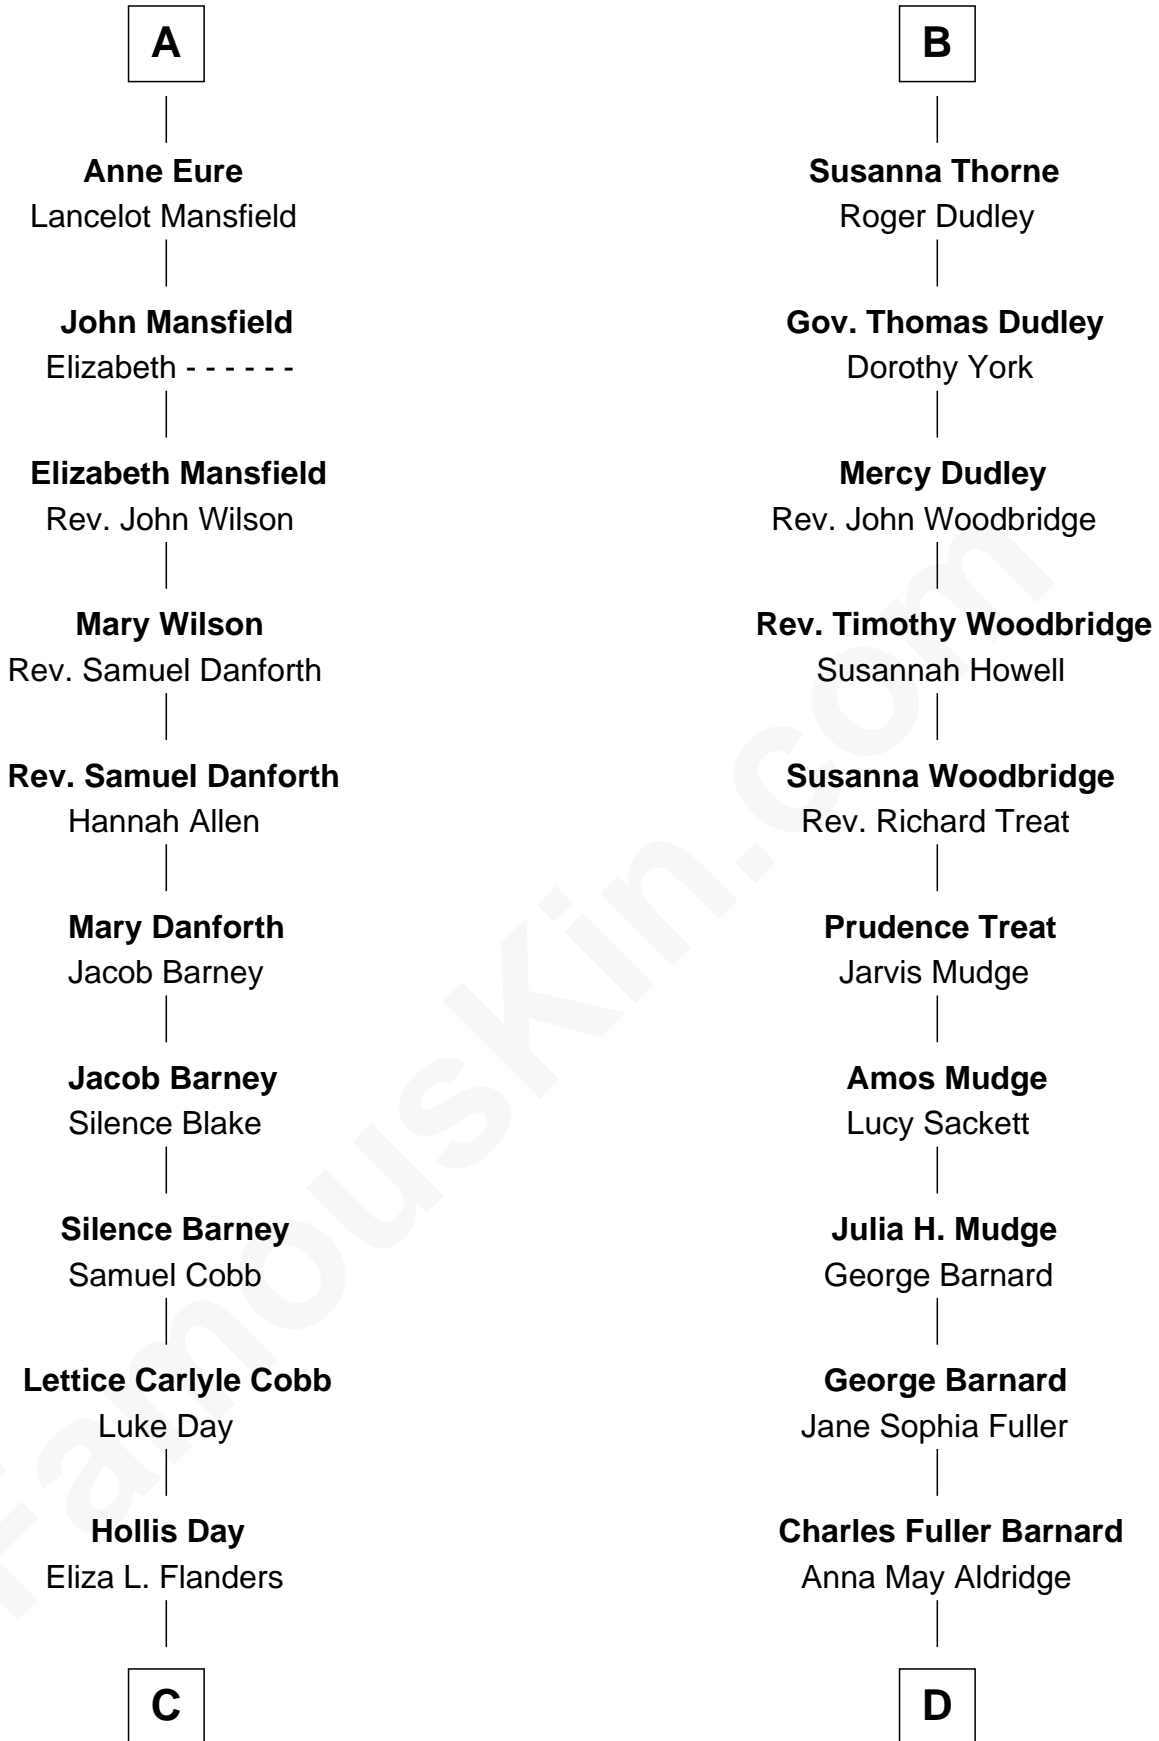 A
Anne Eure
Lancelot Mansfield
John Mansfield
Elizabeth - - - - - -
Elizabeth Mansfield
Rev. John Wilson
Mary Wilson
Rev. Samuel Danforth
Rev. Samuel Danforth
Hannah Allen
Mary Danforth
Jacob Barney
Jacob Barney
Silence Blake
Silence Barney
Samuel Cobb
Lettice Carlyle Cobb
Luke Day
Hollis Day
Eliza L. Flanders
C
B
Susanna Thorne
Roger Dudley
Gov. Thomas Dudley
Dorothy York
Mercy Dudley
Rev. John Woodbridge
Rev. Timothy Woodbridge
Susannah Howell
Susanna Woodbridge
Rev. Richard Treat
Prudence Treat
Jarvis Mudge
Amos Mudge
Lucy Sackett
Julia H. Mudge
George Barnard
George Barnard
Jane Sophia Fuller
Charles Fuller Barnard
Anna May Aldridge
D
FamousKin.com